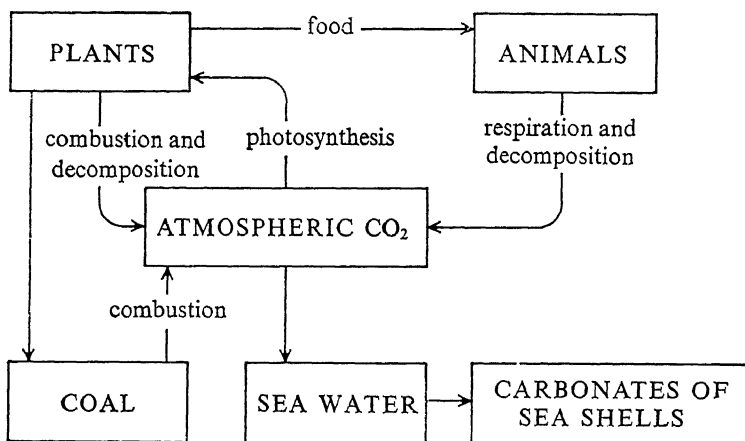 food
PLANTS
ANIMALS
combustion and
decomposition
photosynthesis
respiration and
decomposition
ATMOSPHERIC CO₂
combustion
COAL
SEA WATER
CARBONATES OF
SEA SHELLS